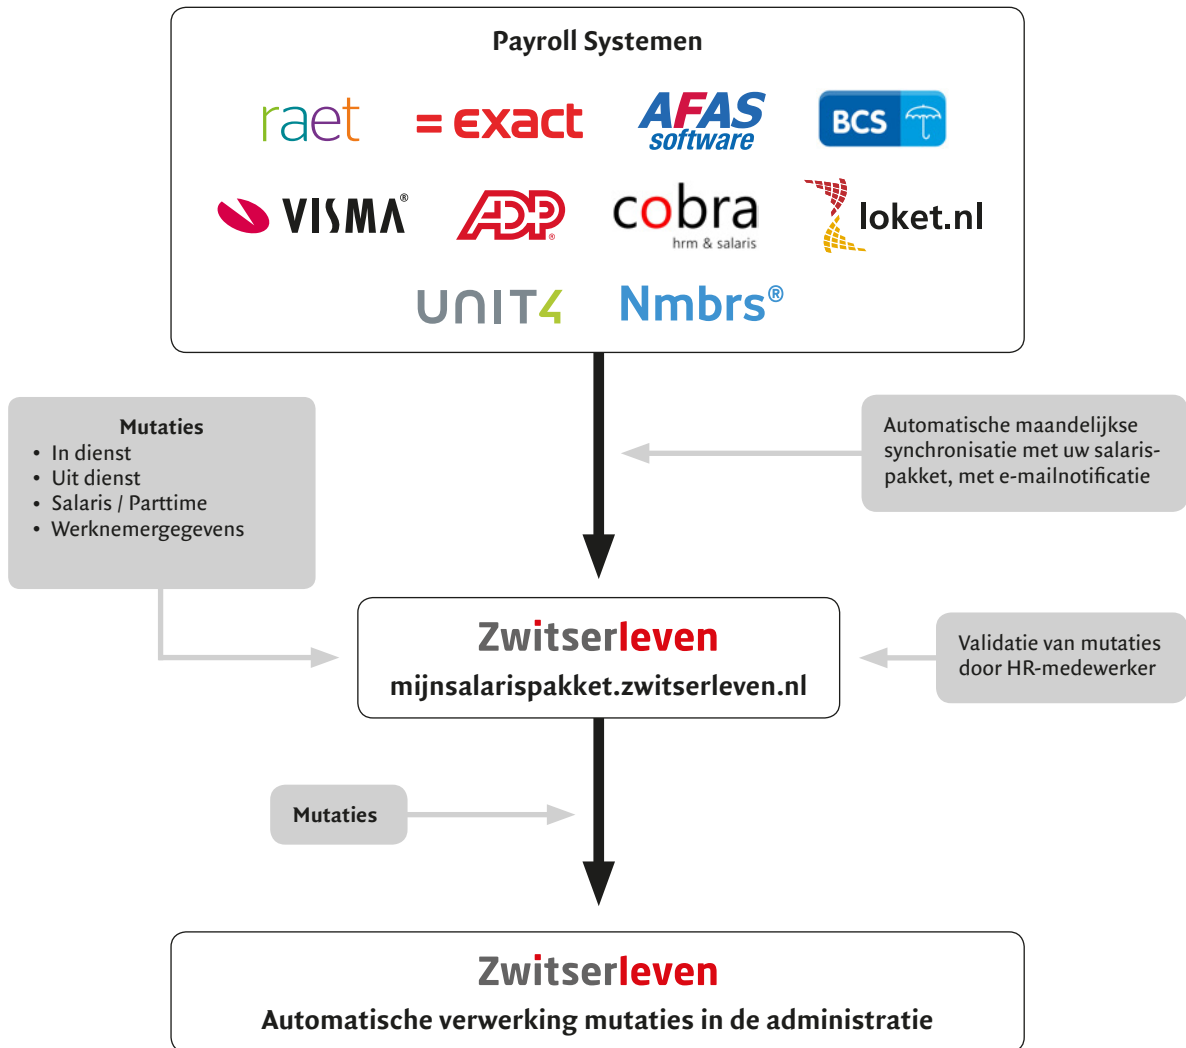 Payroll Systemen
raet
= exact
AFAS
software
BCS
VISMA®
ADP®
cobra
hrm & salaris
loket.nl
UNIT4
Nmbrs®
Mutaties
• In dienst
• Uit dienst
• Salaris / Parttime
• Werknemergegevens
Automatische maandelijkse
synchronisatie met uw salaris-
pakket, met e-mailnotificatie
Zwitserleven
mijnsalarispakket.zwitserleven.nl
Validatie van mutaties
door HR-medewerker
Mutaties
Zwitserleven
Automatische verwerking mutaties in de administratie